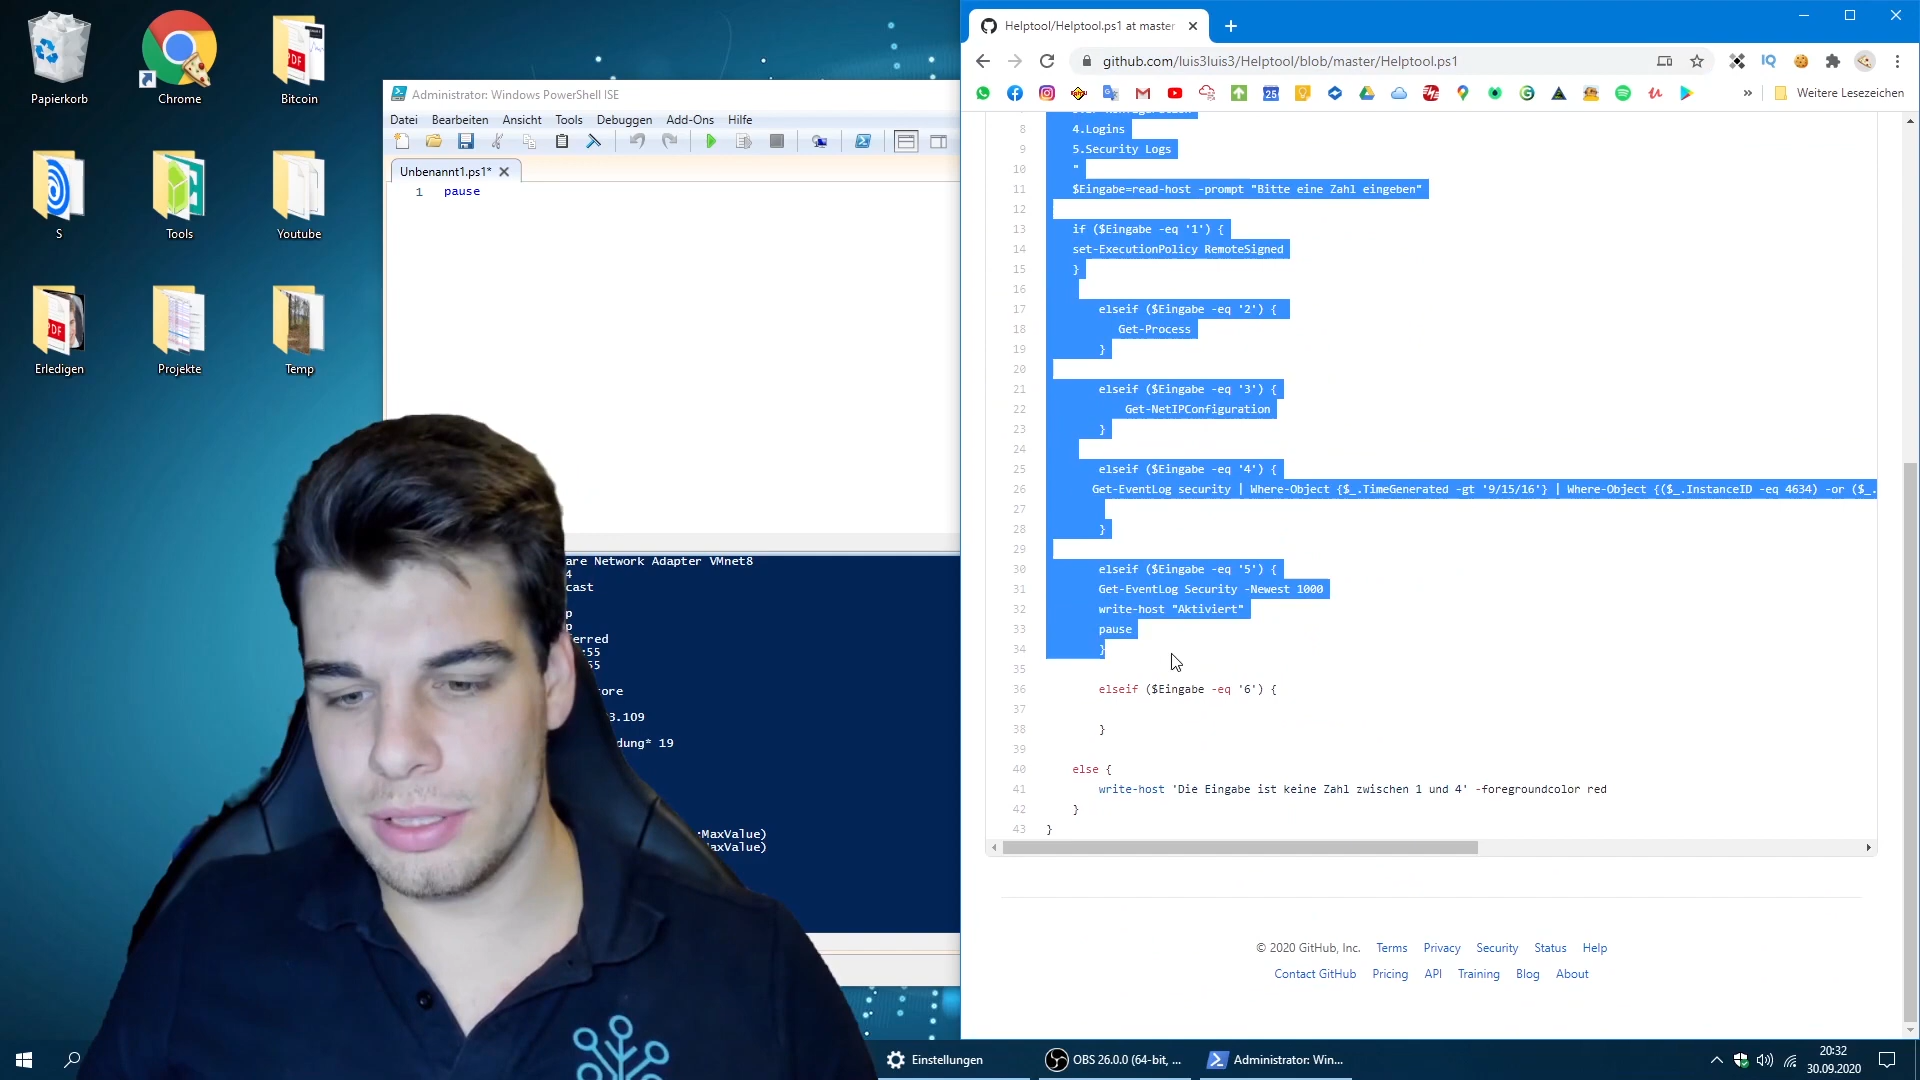 Papierkorb
Chrome
Bitcoin
S
Tools
Youtube
Erledigen
Projekte
Temp
Administrator: Windows PowerShell ISE
Datei Bearbeiten Ansicht Tools Debuggen Add-Ons Hilfe
Unbenannt1.ps1*
1 pause
are Network Adapter VMnet8
4
cast
p
p
erred
:55
55
ore
3.109
dung* 19
:MaxValue)
axValue)
Helptool/Helptool.ps1 at master
github.com/luis3luis3/Helptool/blob/master/Helptool.ps1
Weitere Lesezeichen
8 4.Logins
9 5.Security Logs
10 "
11 $Eingabe=read-host -prompt "Bitte eine Zahl eingeben"
12
13 if ($Eingabe -eq '1') {
14 set-ExecutionPolicy RemoteSigned
15 }
16
17 elseif ($Eingabe -eq '2') {
18 Get-Process
19 }
20
21 elseif ($Eingabe -eq '3') {
22 Get-NetIPConfiguration
23 }
24
25 elseif ($Eingabe -eq '4') {
26 Get-EventLog security | Where-Object {$_.TimeGenerated -gt '9/15/16'} | Where-Object {($_.InstanceID -eq 4634) -or ($_.
27
28 }
29
30 elseif ($Eingabe -eq '5') {
31 Get-EventLog Security -Newest 1000
32 write-host "Aktiviert"
33 pause
34 }
35
36 elseif ($Eingabe -eq '6') {
37
38 }
39
40 else {
41 write-host 'Die Eingabe ist keine Zahl zwischen 1 und 4' -foregroundcolor red
42 }
43 }
© 2020 GitHub, Inc. Terms Privacy Security Status Help
Contact GitHub Pricing API Training Blog About
Einstellungen
OBS 26.0.0 (64-bit, ...
Administrator: Win...
20:32
30.09.2020